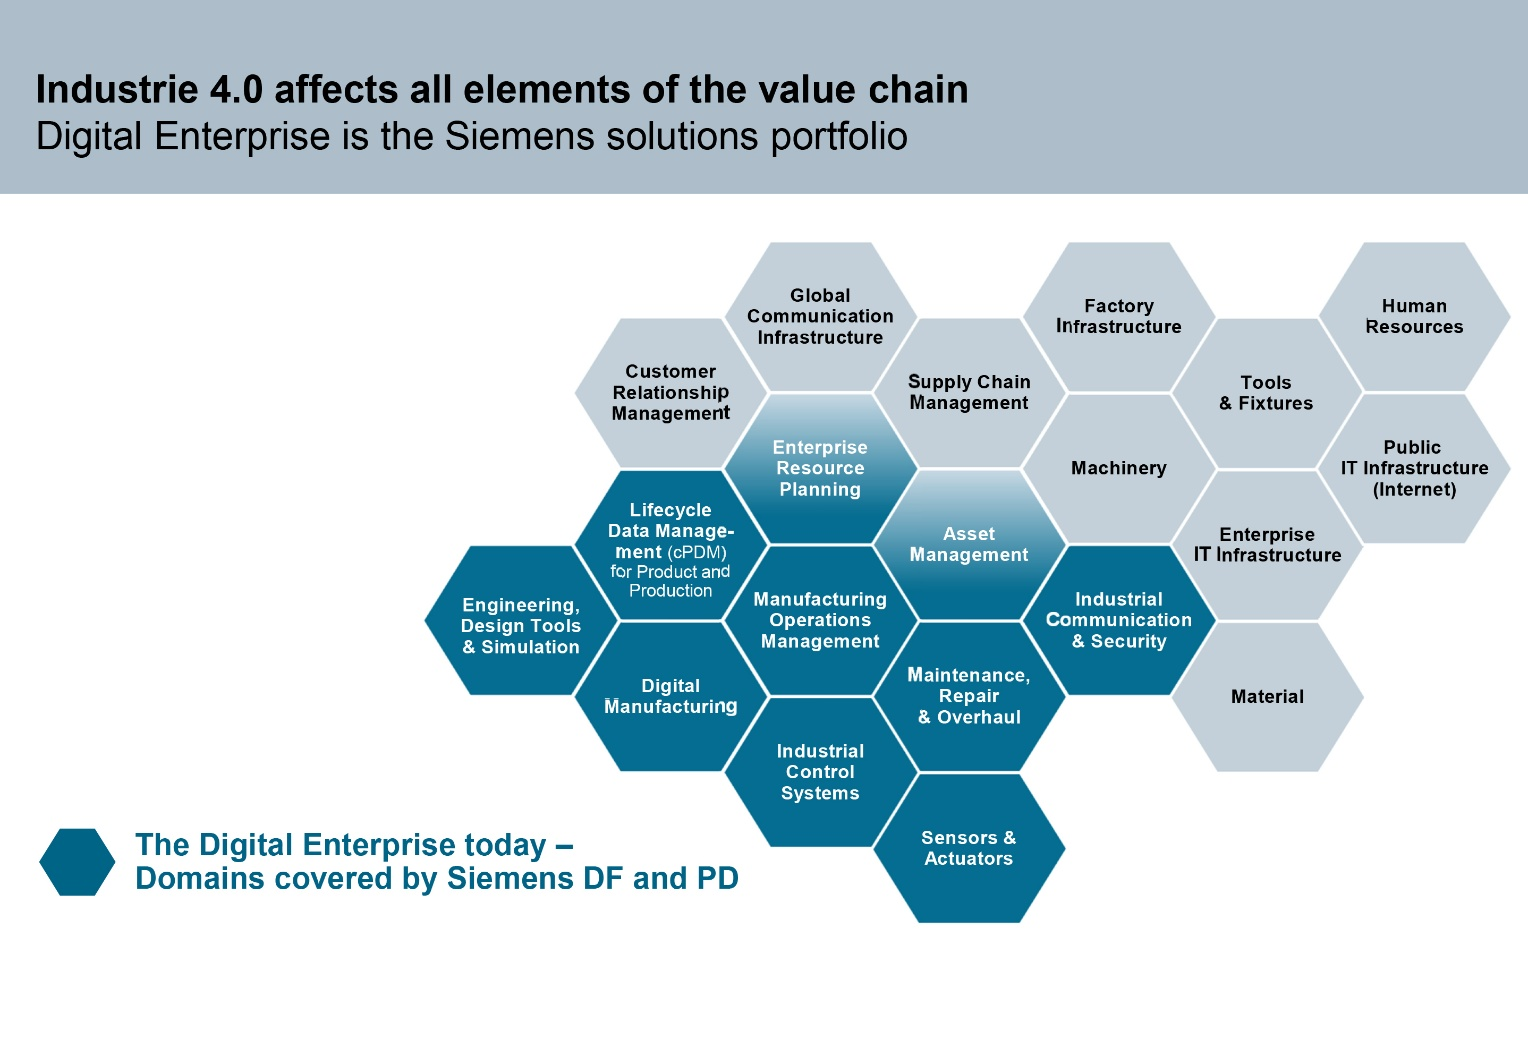 Industrie 4.0 affects all elements of the value chain
Digital Enterprise is the Siemens solutions portfolio
Global
Communication
Infrastructure
Factory
Infrastructure
Human
Resources
Customer
Relationship
Management
Supply Chain
Management
Tools
& Fixtures
Enterprise
Resource
Planning
Machinery
Public
IT Infrastructure
(Internet)
Lifecycle
Data Manage-
ment (cPDM)
for Product and
Production
Asset
Management
Enterprise
IT Infrastructure
Engineering,
Design Tools
& Simulation
Manufacturing
Operations
Management
Industrial
Communication
& Security
Digital
Manufacturing
Maintenance,
Repair
& Overhaul
Material
Industrial
Control
Systems
Sensors &
Actuators
The Digital Enterprise today –
Domains covered by Siemens DF and PD